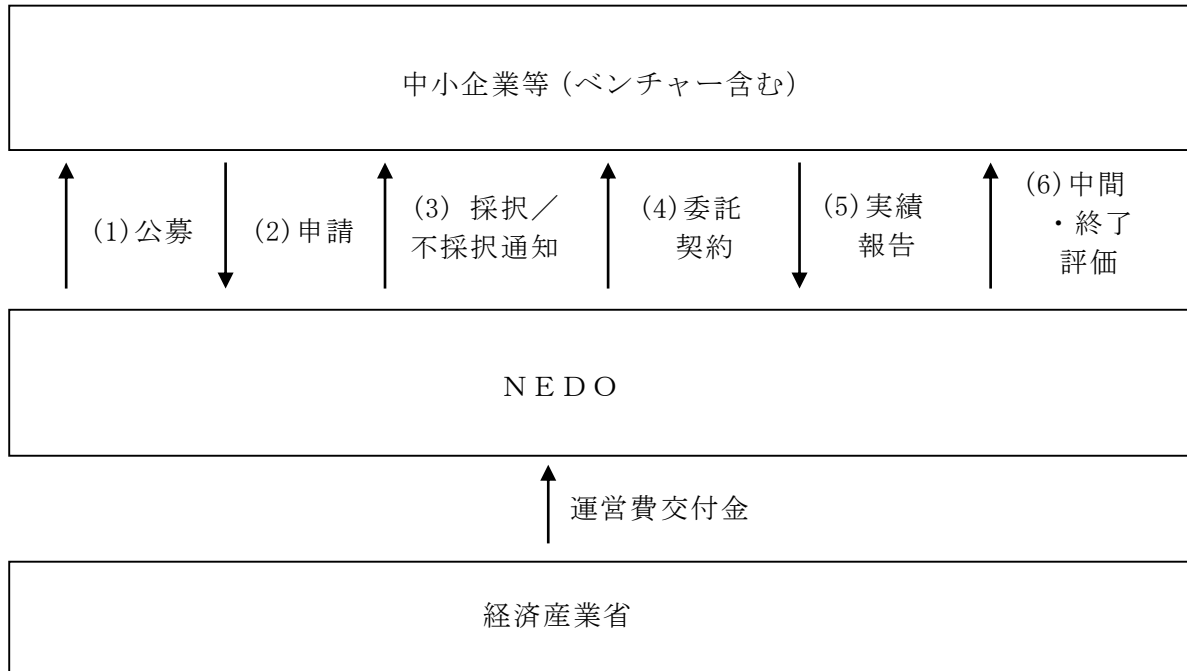 中小企業等（ベンチャー含む）
(1)公募
(2)申請
(3) 採択／
不採択通知
(4)委託
契約
(5)実績
報告
(6)中間
・終了
評価
ＮＥＤＯ
運営費交付金
経済産業省